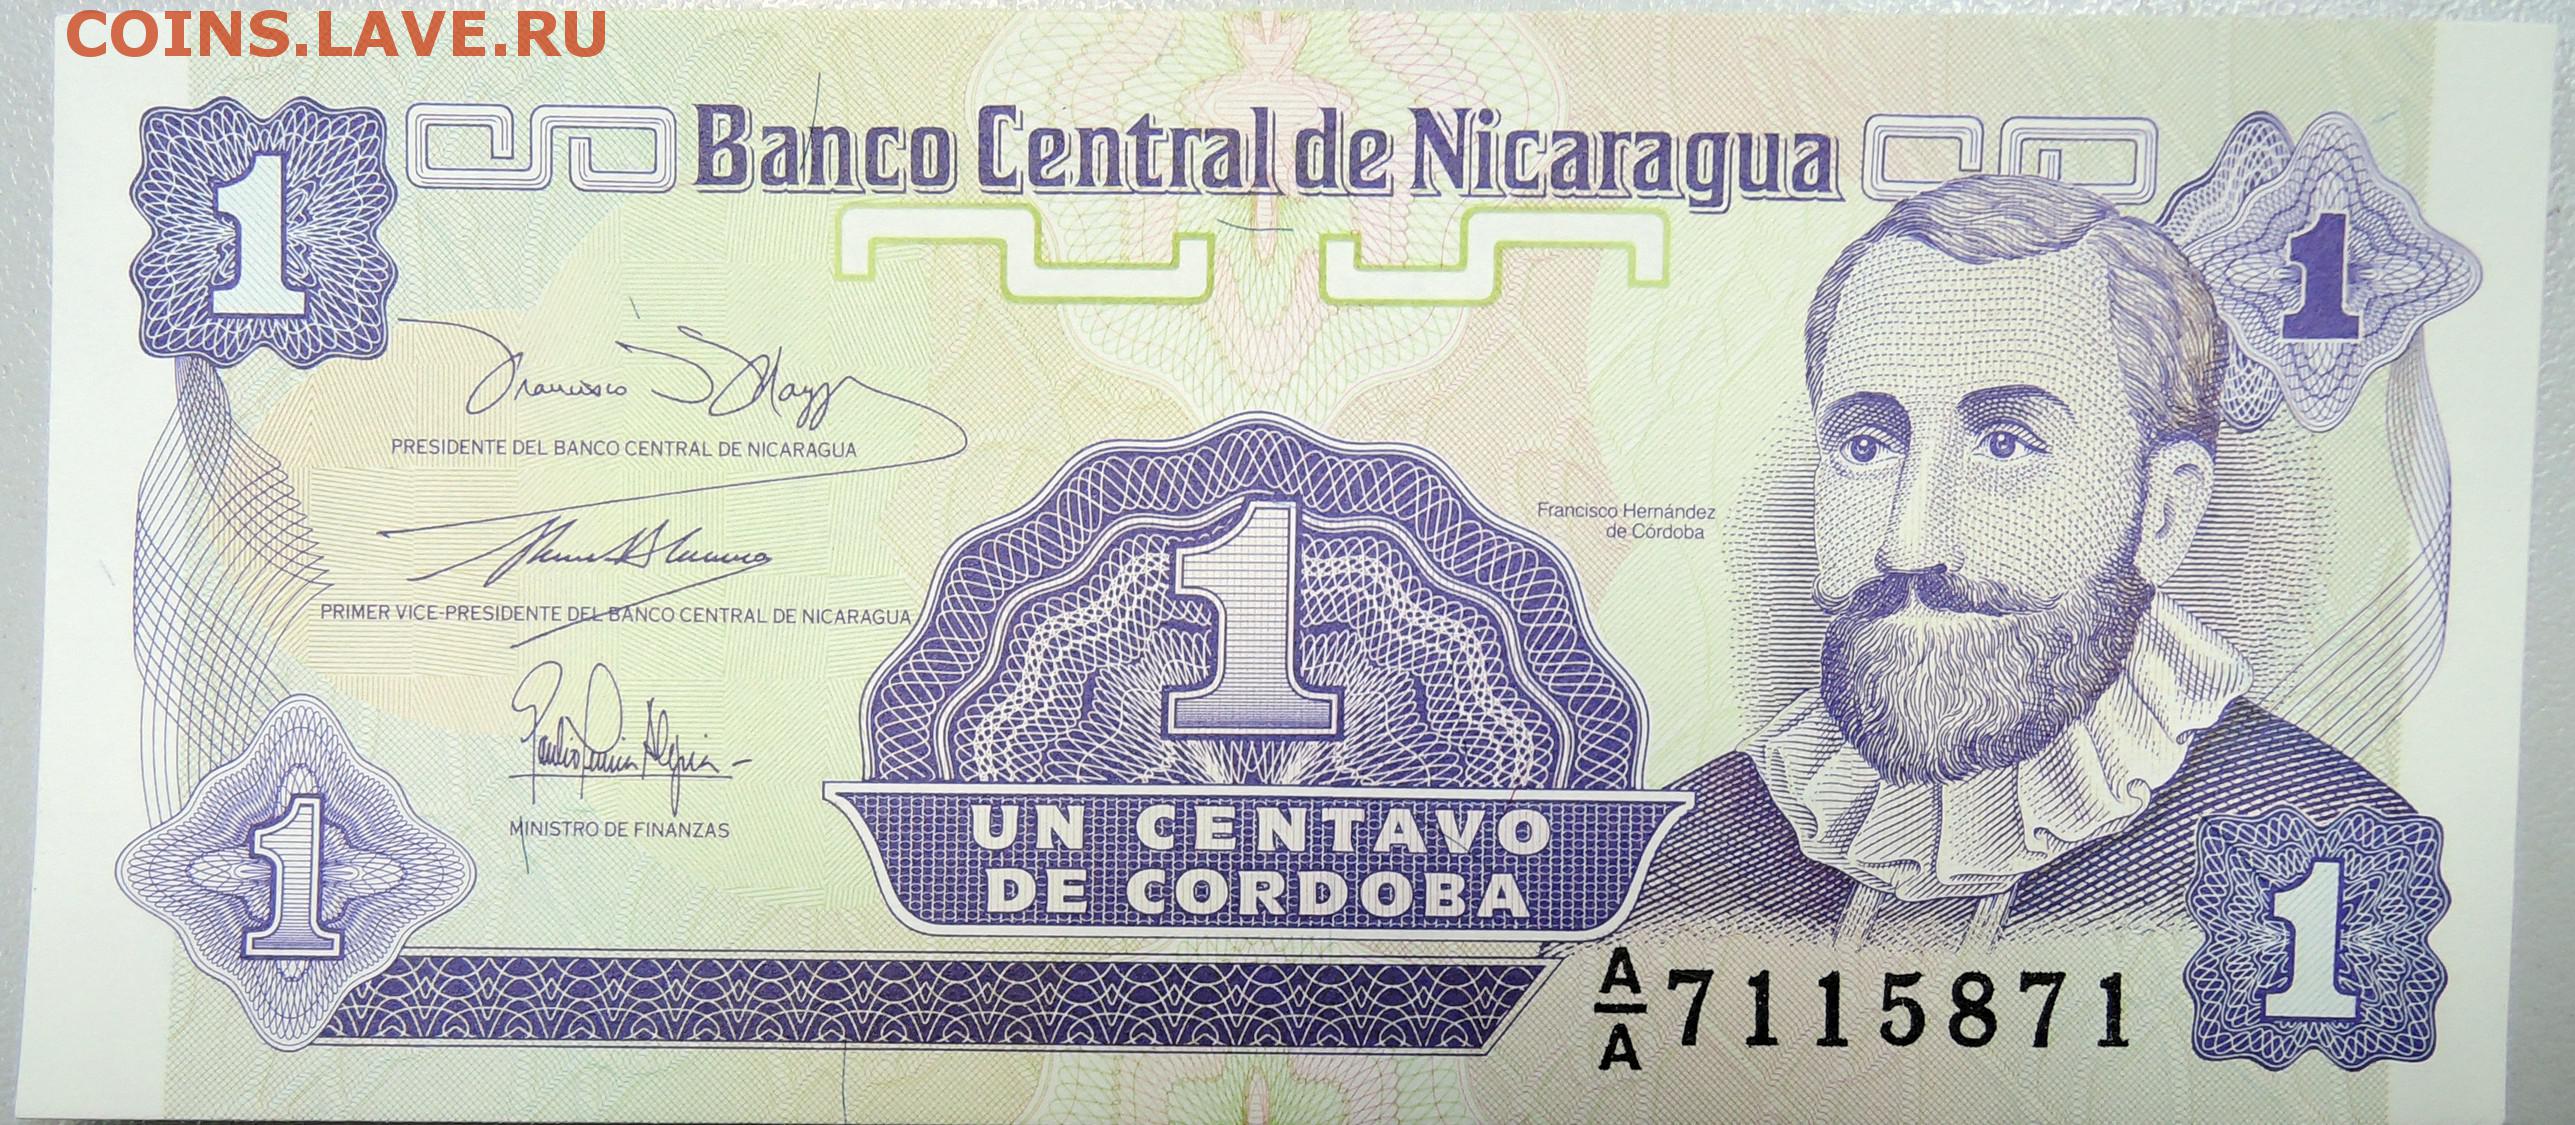 COINS.LAVE.RU
1
Banco Central de Nicaragua
1
PRESIDENTE DEL BANCO CENTRAL DE NICARAGUA
Francisco Hernández
de Córdoba
1
PRIMER VICE-PRESIDENTE DEL BANCO CENTRAL DE NICARAGUA
MINISTRO DE FINANZAS
UN CENTAVO
DE CORDOBA
1
A/A 7115871
1